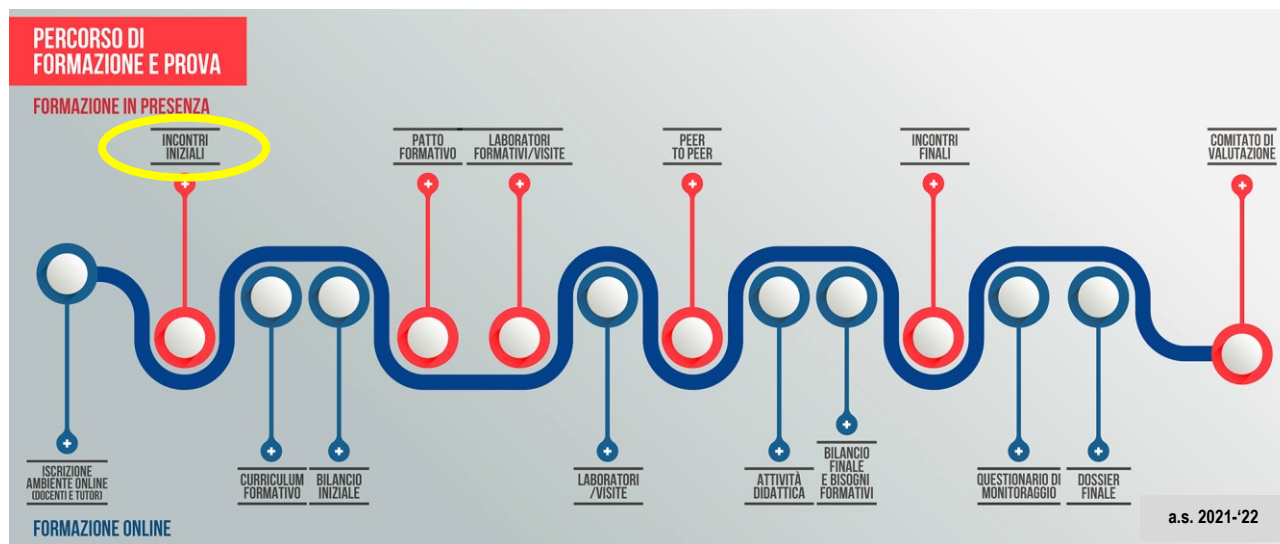 PERCORSO DI
FORMAZIONE E PROVA
FORMAZIONE IN PRESENZA
INCONTRI
INIZIALI
PATTO
FORMATIVO
LABORATORI
FORMATIVI/VISITE
PEER
TO PEER
INCONTRI
FINALI
COMITATO DI
VALUTAZIONE
ISCRIZIONE
AMBIENTE ONLINE
(DOCENTI E TUTOR)
CURRICULUM
FORMATIVO
BILANCIO
INIZIALE
LABORATORI
/VISITE
ATTIVITÀ
DIDATTICA
BILANCIO
FINALE
E BISOGNI
FORMATIVI
QUESTIONARIO DI
MONITORAGGIO
DOSSIER
FINALE
FORMAZIONE ONLINE
a.s. 2021-‘22